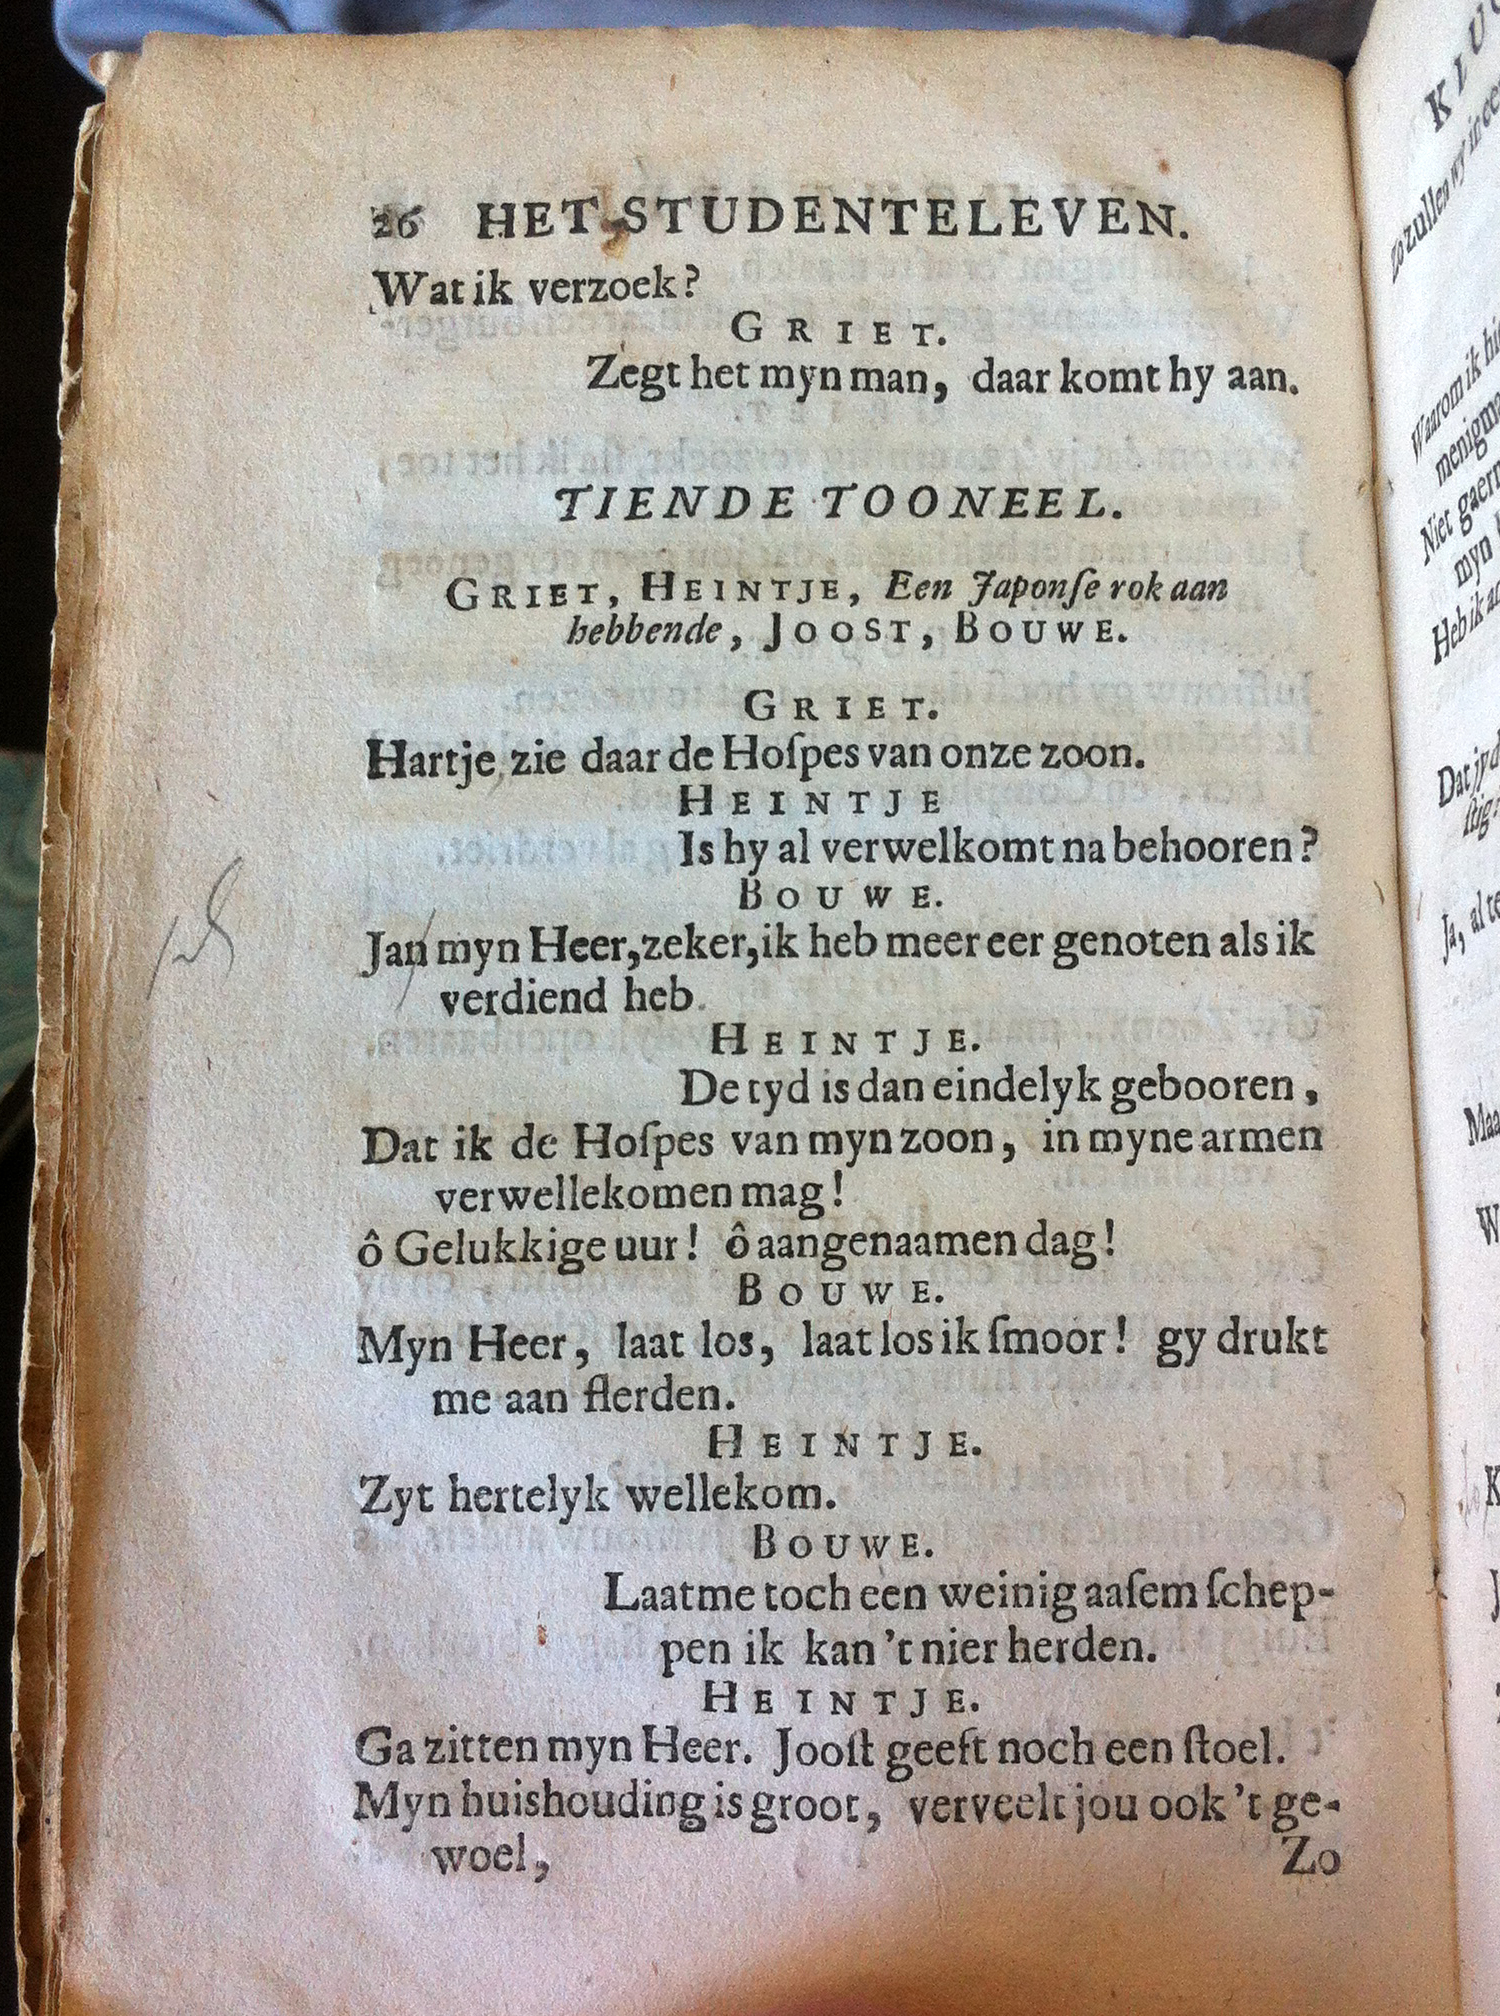 26 HET STUDENTELEVEN.
Wat ik verzoek?
GRIET.
Zegt het myn man, daar komt hy aan.
TIENDE TOONEEL.
GRIET, HEINTJE, Een Japonſe rok aan
hebbende, JOOST, BOUWE.
GRIET.
Hartje zie daar de Hoſpes van onze zoon.
HEINTJE
Is hy al verwelkomt na behooren?
BOUWE.
Jan myn Heer, zeker, ik heb meer eer genoten als ik
verdiend heb.
HEINTJE.
De tyd is dan eindelyk gebooren,
Dat ik de Hoſpes van myn zoon, in myne armen
verwellekomen mag!
ô Gelukkige uur! ô aangenaamen dag!
BOUWE.
Myn Heer, laat los, laat los ik ſmoor! gy drukt
me aan flerden.
HEINTJE.
Zyt hertelyk wellekom.
BOUWE.
Laat me toch een weinig aaſem ſchep-
pen ik kan 't nier herden.
HEINTJE.
Ga zitten myn Heer. Jooſt geeft noch een ſtoel.
Myn huishouding is groot, verveelt jou ook 't ge-
woel,
Zo